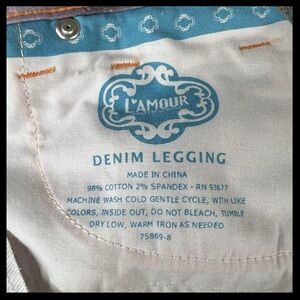 L'AMOUR
DENIM LEGGING
MADE IN CHINA
98% COTTON 2% SPANDEX • RN 93677
MACHINE WASH COLD GENTLE CYCLE, WITH LIKE
COLORS, INSIDE OUT, DO NOT BLEACH, TUMBLE
DRY LOW, WARM IRON AS NEEDED
75869-8